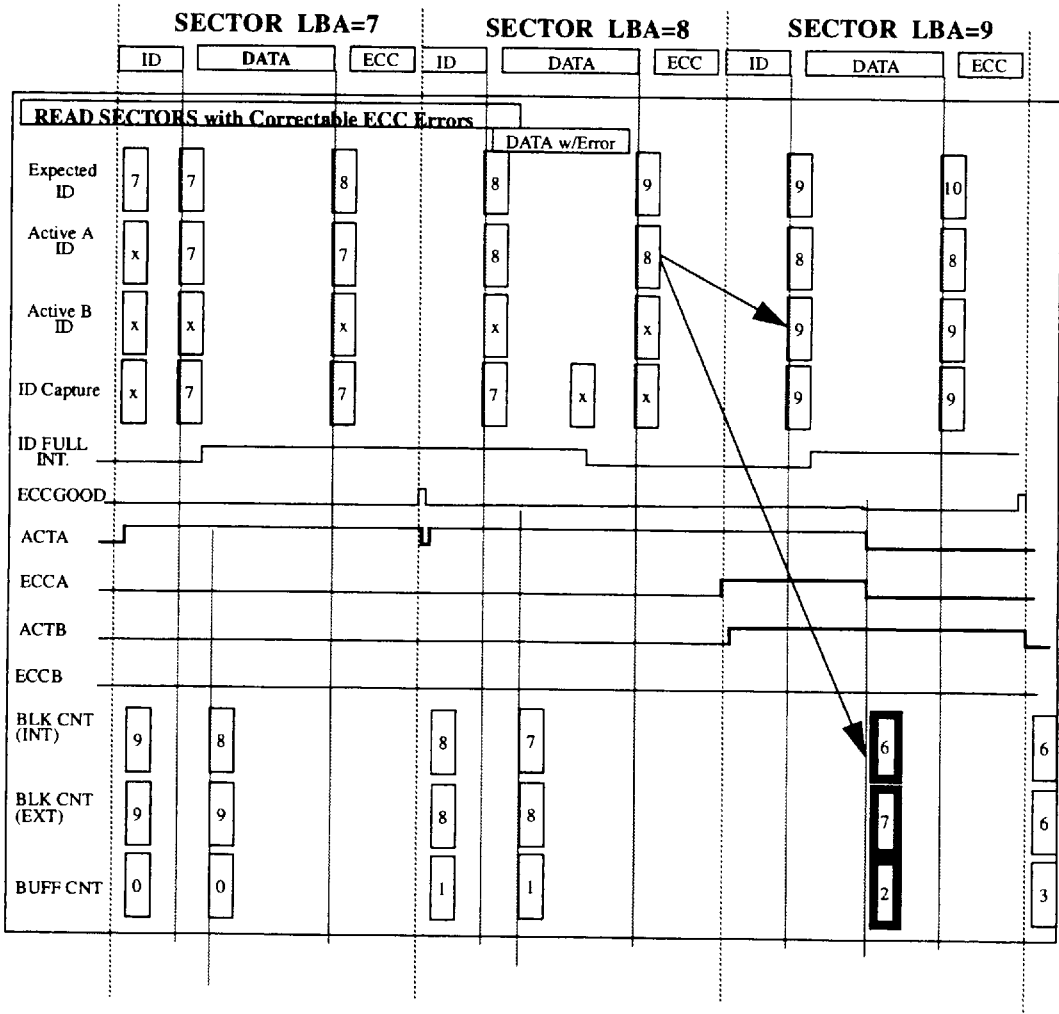 SECTOR LBA=7 SECTOR LBA=8 SECTOR LBA=9
ID DATA ECC ID DATA ECC ID DATA ECC
READ SECTORS with Correctable ECC Errors
DATA w/Error
Expected
ID
7 7 8 8 9 9 10
Active A
ID
x 7 7 8 8 8 8
Active B
ID
x x x x x 9 9
ID Capture
x 7 7 7 x x 9 9
ID FULL
INT.
ECCGOOD
ACTA
ECCA
ACTB
ECCB
BLK CNT
(INT)
9 8 8 7 6 6
BLK CNT
(EXT)
9 9 8 8 7 6
BUFF CNT
0 0 1 1 2 3